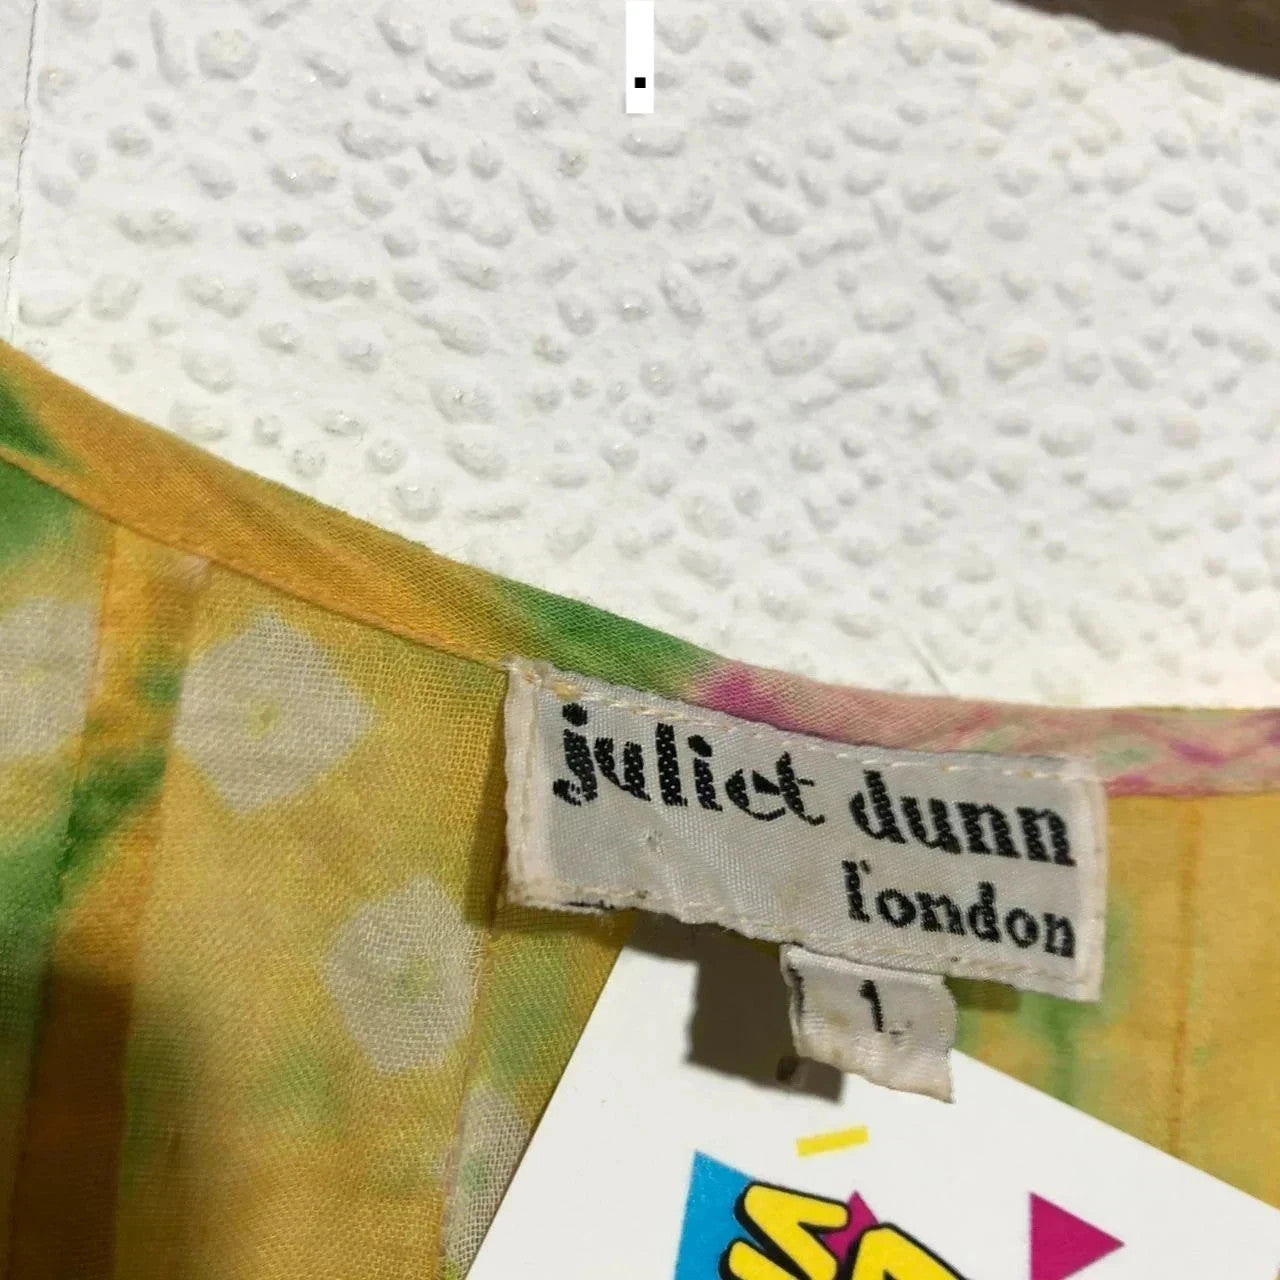 .
juliet dunn
london
1